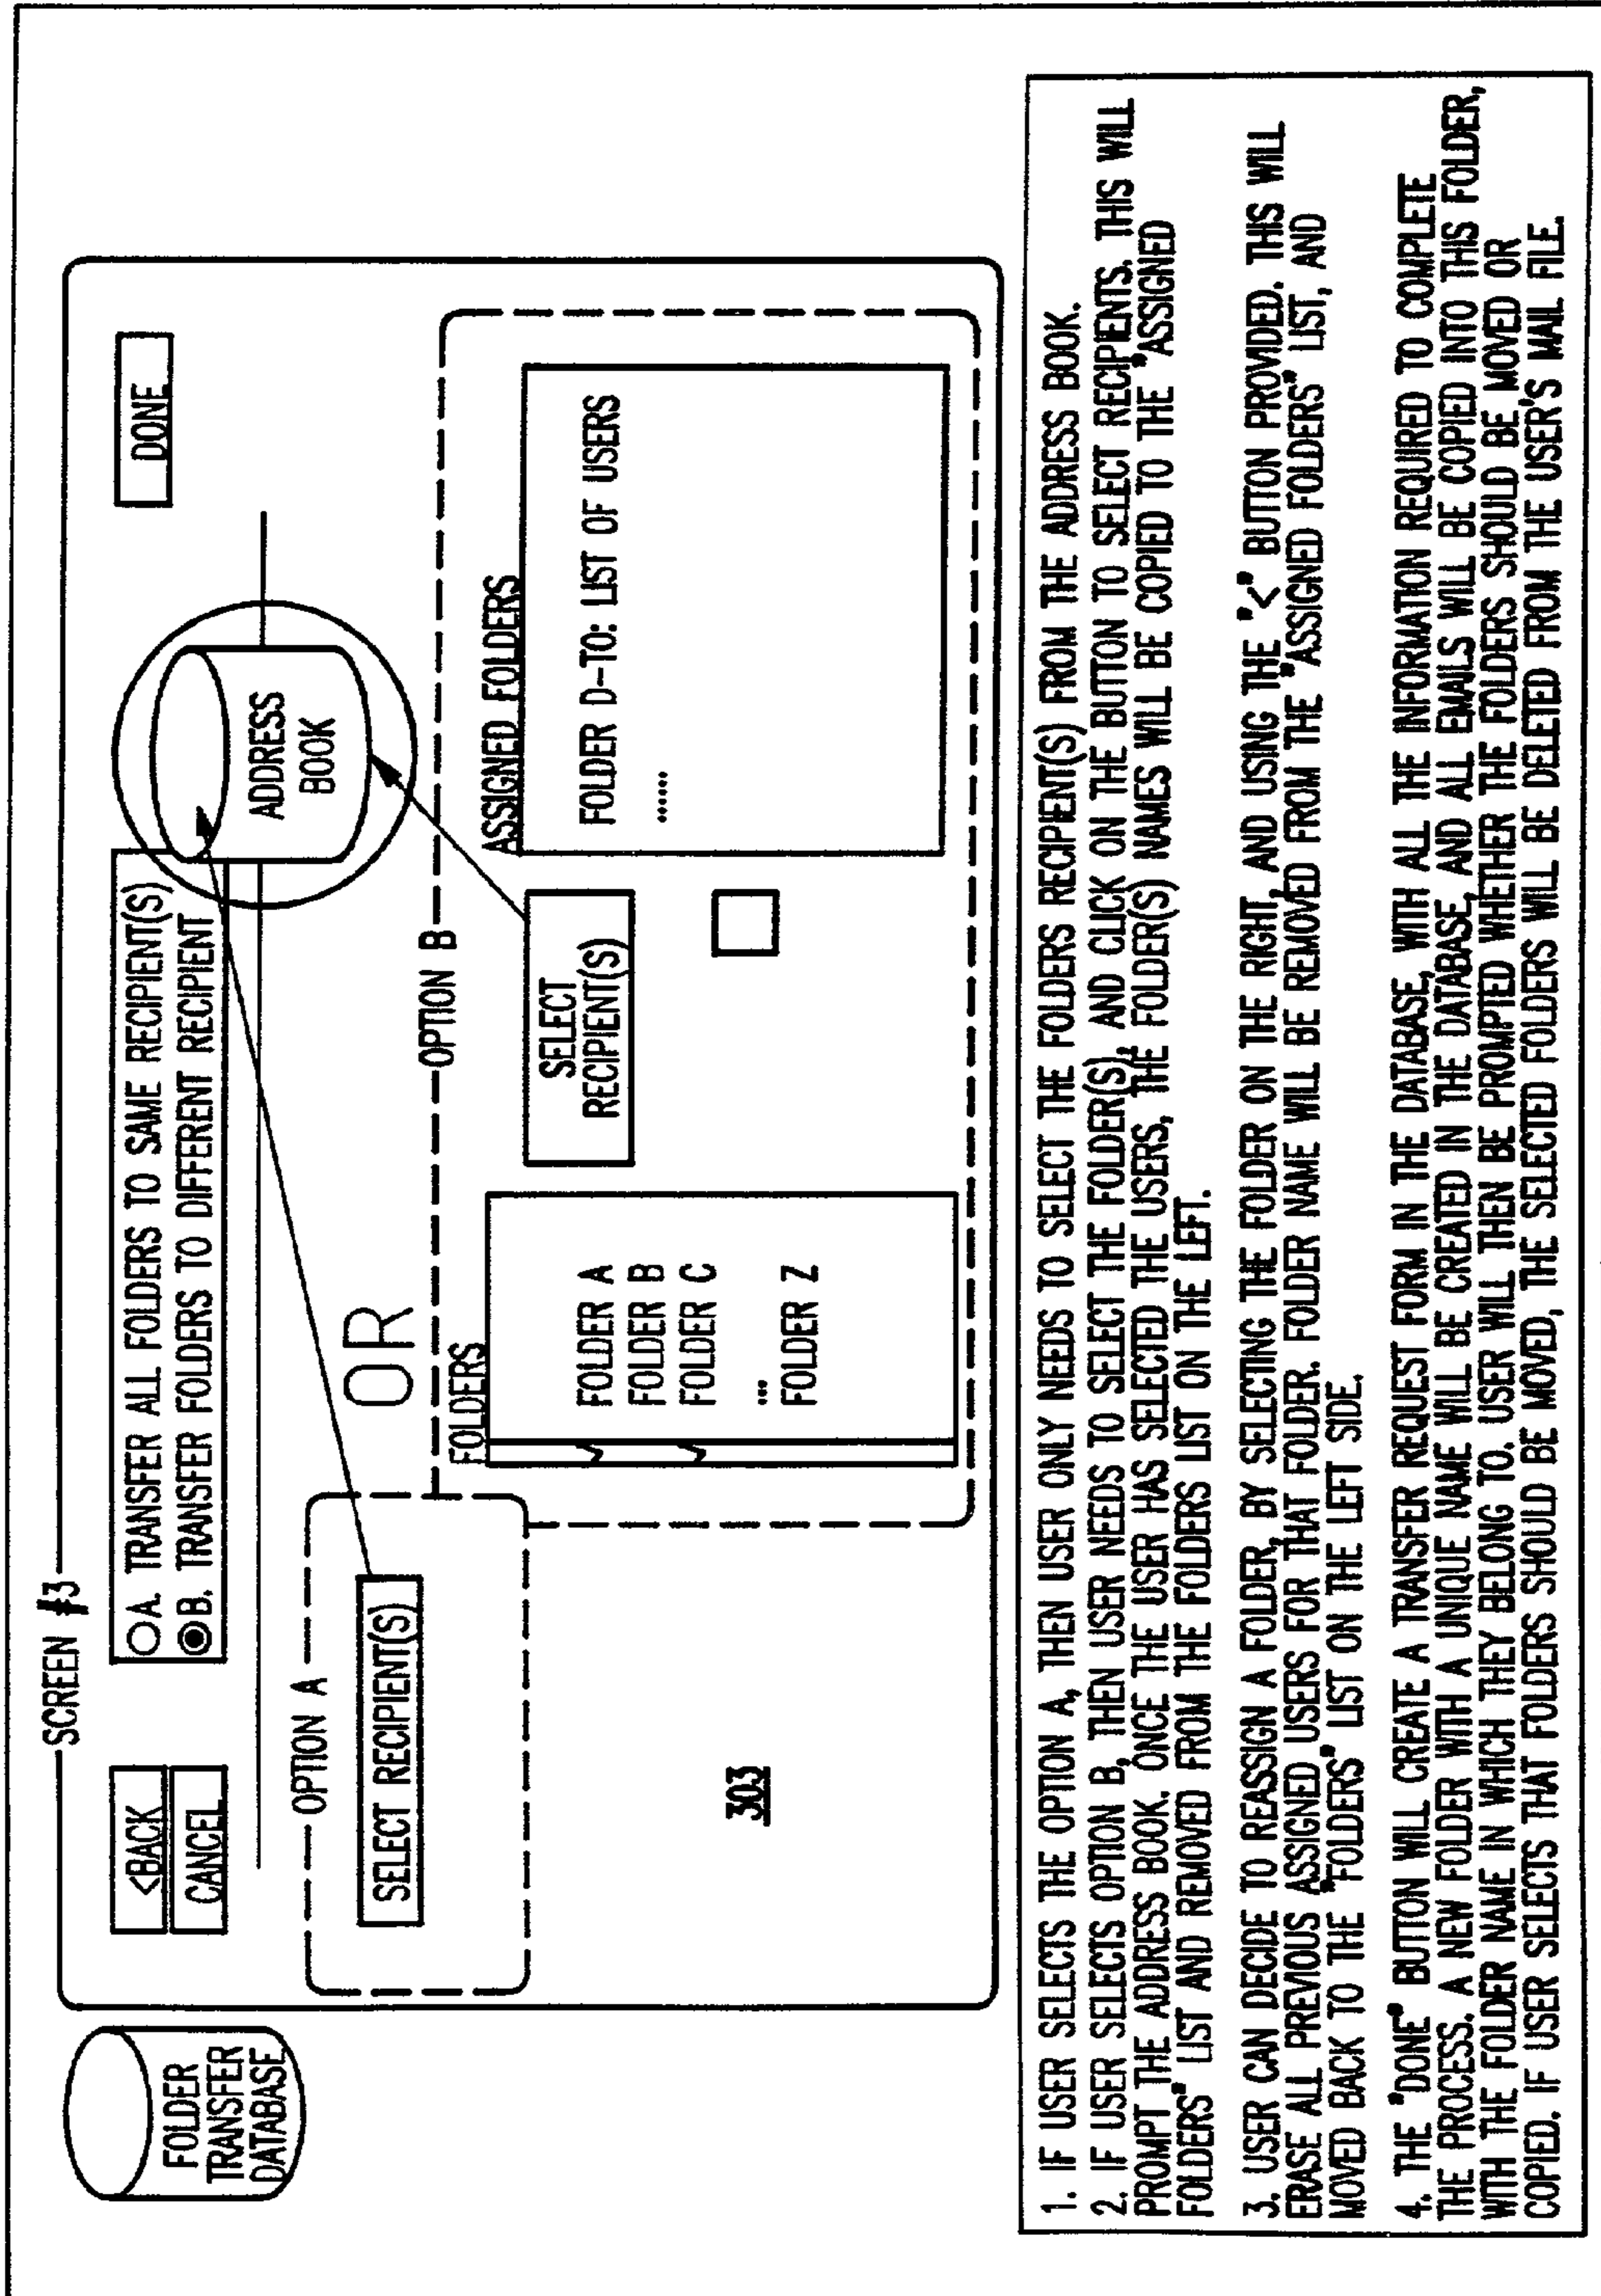 FOLDER
TRANSFER
DATABASE
SCREEN #3
<BACK
CANCEL
○A. TRANSFER ALL FOLDERS TO SAME RECIPIENT(S)
◉B. TRANSFER FOLDERS TO DIFFERENT RECIPIENT
DONE
ADDRESS
BOOK
OPTION A
SELECT RECIPIENT(S)
OR
OPTION B
FOLDERS
FOLDER A
FOLDER B
FOLDER C
...
FOLDER Z
SELECT
RECIPIENT(S)
ASSIGNED FOLDERS
FOLDER D-TO: LIST OF USERS
......
303
1. IF USER SELECTS THE OPTION A, THEN USER ONLY NEEDS TO SELECT THE FOLDERS RECIPIENT(S) FROM THE ADDRESS BOOK.
2. IF USER SELECTS OPTION B, THEN USER NEEDS TO SELECT THE FOLDER(S), AND CLICK ON THE BUTTON TO SELECT RECIPIENTS. THIS WILL
PROMPT THE ADDRESS BOOK. ONCE THE USER HAS SELECTED THE USERS, THE FOLDER(S) NAMES WILL BE COPIED TO THE "ASSIGNED
FOLDERS" LIST AND REMOVED FROM THE FOLDERS LIST ON THE LEFT.
3. USER CAN DECIDE TO REASSIGN A FOLDER, BY SELECTING THE FOLDER ON THE RIGHT, AND USING THE "<" BUTTON PROVIDED. THIS WILL
ERASE ALL PREVIOUS ASSIGNED USERS FOR THAT FOLDER. FOLDER NAME WILL BE REMOVED FROM THE "ASSIGNED FOLDERS" LIST, AND
MOVED BACK TO THE "FOLDERS" LIST ON THE LEFT SIDE.
4. THE "DONE" BUTTON WILL CREATE A TRANSFER REQUEST FORM IN THE DATABASE, WITH ALL THE INFORMATION REQUIRED TO COMPLETE
THE PROCESS. A NEW FOLDER WITH A UNIQUE NAME WILL BE CREATED IN THE DATABASE, AND ALL EMAILS WILL BE COPIED INTO THIS FOLDER,
WITH THE FOLDER NAME IN WHICH THEY BELONG TO. USER WILL THEN BE PROMPTED WHETHER THE FOLDERS SHOULD BE MOVED OR
COPIED. IF USER SELECTS THAT FOLDERS SHOULD BE MOVED, THE SELECTED FOLDERS WILL BE DELETED FROM THE USER'S MAIL FILE.